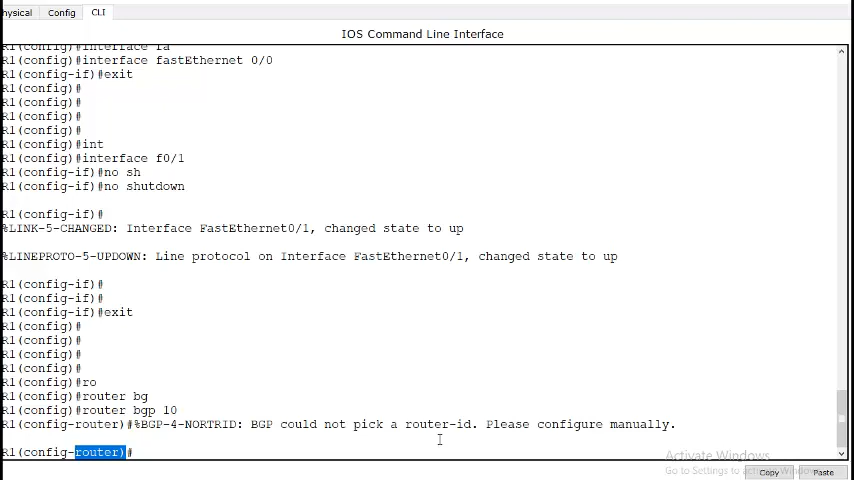 hysical Config CLI
IOS Command Line Interface
R1(config)#interface fa
R1(config)#interface fastEthernet 0/0
R1(config-if)#exit
R1(config)#
R1(config)#
R1(config)#
R1(config)#
R1(config)#int
R1(config)#interface f0/1
R1(config-if)#no sh
R1(config-if)#no shutdown
R1(config-if)#
%LINK-5-CHANGED: Interface FastEthernet0/1, changed state to up
%LINEPROTO-5-UPDOWN: Line protocol on Interface FastEthernet0/1, changed state to up
R1(config-if)#
R1(config-if)#
R1(config-if)#exit
R1(config)#
R1(config)#
R1(config)#
R1(config)#ro
R1(config)#router bg
R1(config)#router bgp 10
R1(config-router)#%BGP-4-NORTRID: BGP could not pick a router-id. Please configure manually.
R1(config-router)#
Activate Windows
Go to Settings to activate Windows.
Copy Paste